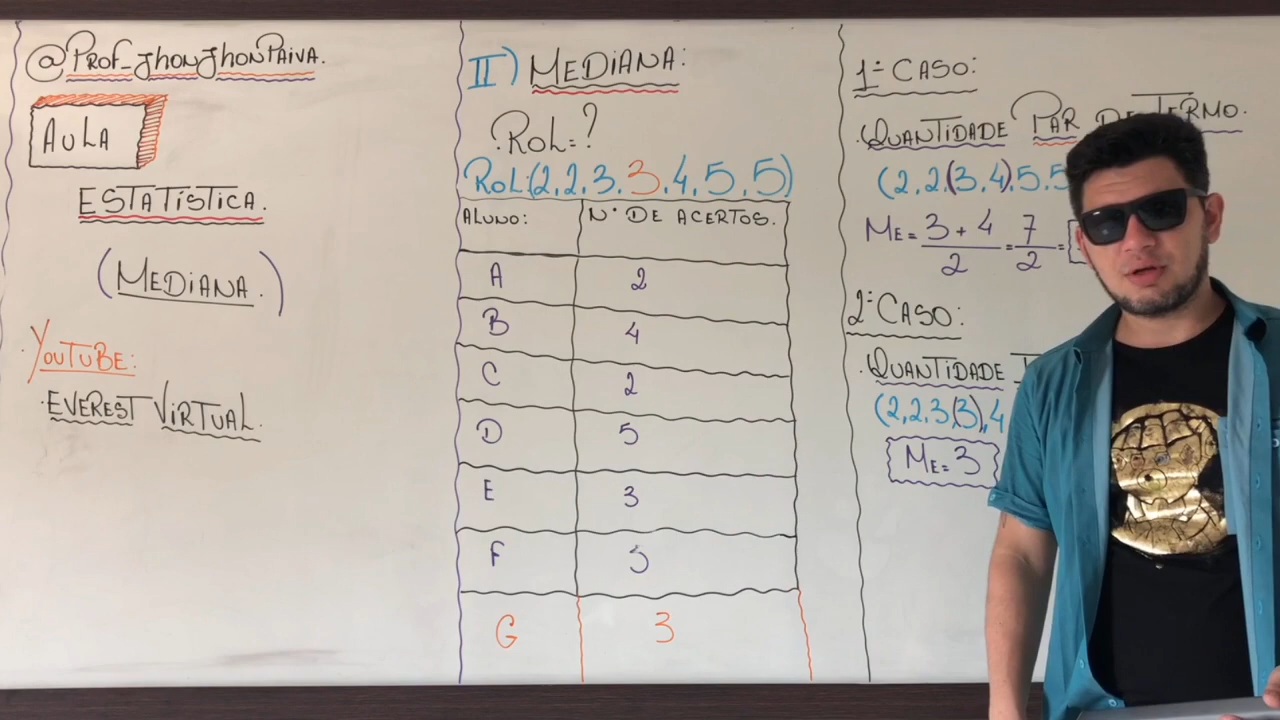 @PROF_JHONJHONPAIVA.
AULA
ESTATÍSTICA.
(MEDIANA.)
YOUTUBE:
.EVEREST VIRTUAL.
II) MEDIANA:
.ROL=?
ROL:(2,2,3,3,4,5,5)
ALUNO: Nº DE ACERTOS.
A 2
B 4
C 2
D 5
E 3
F 5
G 3
1º CASO:
.QUANTIDADE PAR DE TERMO.
(2,2,(3,4),5,5
ME=3+4/2=7/2=
2º CASO:
.QUANTIDADE
(2,2,3,(3),4
ME=3